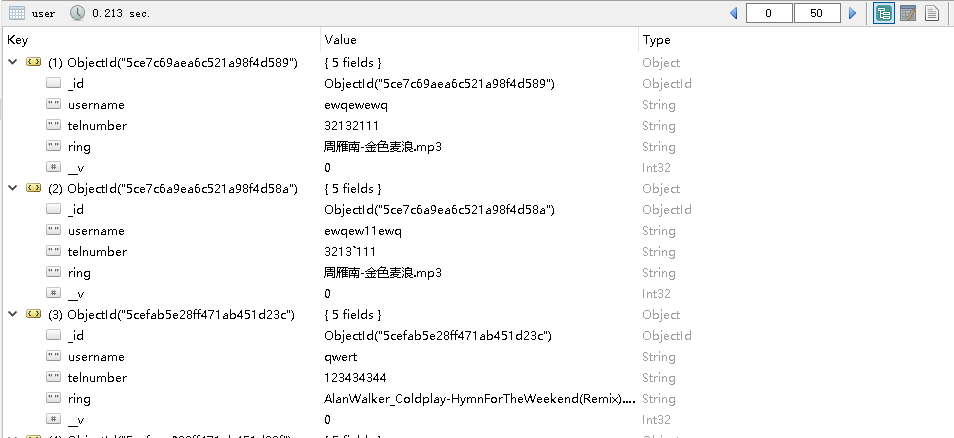 user 0.213 sec. 0 50
Key Value Type
(1) ObjectId("5ce7c69aea6c521a98f4d589") { 5 fields } Object
_id ObjectId("5ce7c69aea6c521a98f4d589") ObjectId
username ewqewewq String
telnumber 32132111 String
ring 周雁南-金色麦浪.mp3 String
__v 0 Int32
(2) ObjectId("5ce7c6a9ea6c521a98f4d58a") { 5 fields } Object
_id ObjectId("5ce7c6a9ea6c521a98f4d58a") ObjectId
username ewqew11ewq String
telnumber 3213`111 String
ring 周雁南-金色麦浪.mp3 String
__v 0 Int32
(3) ObjectId("5cefab5e28ff471ab451d23c") { 5 fields } Object
_id ObjectId("5cefab5e28ff471ab451d23c") ObjectId
username qwert String
telnumber 123434344 String
ring AlanWalker_Coldplay-HymnForTheWeekend(Remix).... String
__v 0 Int32